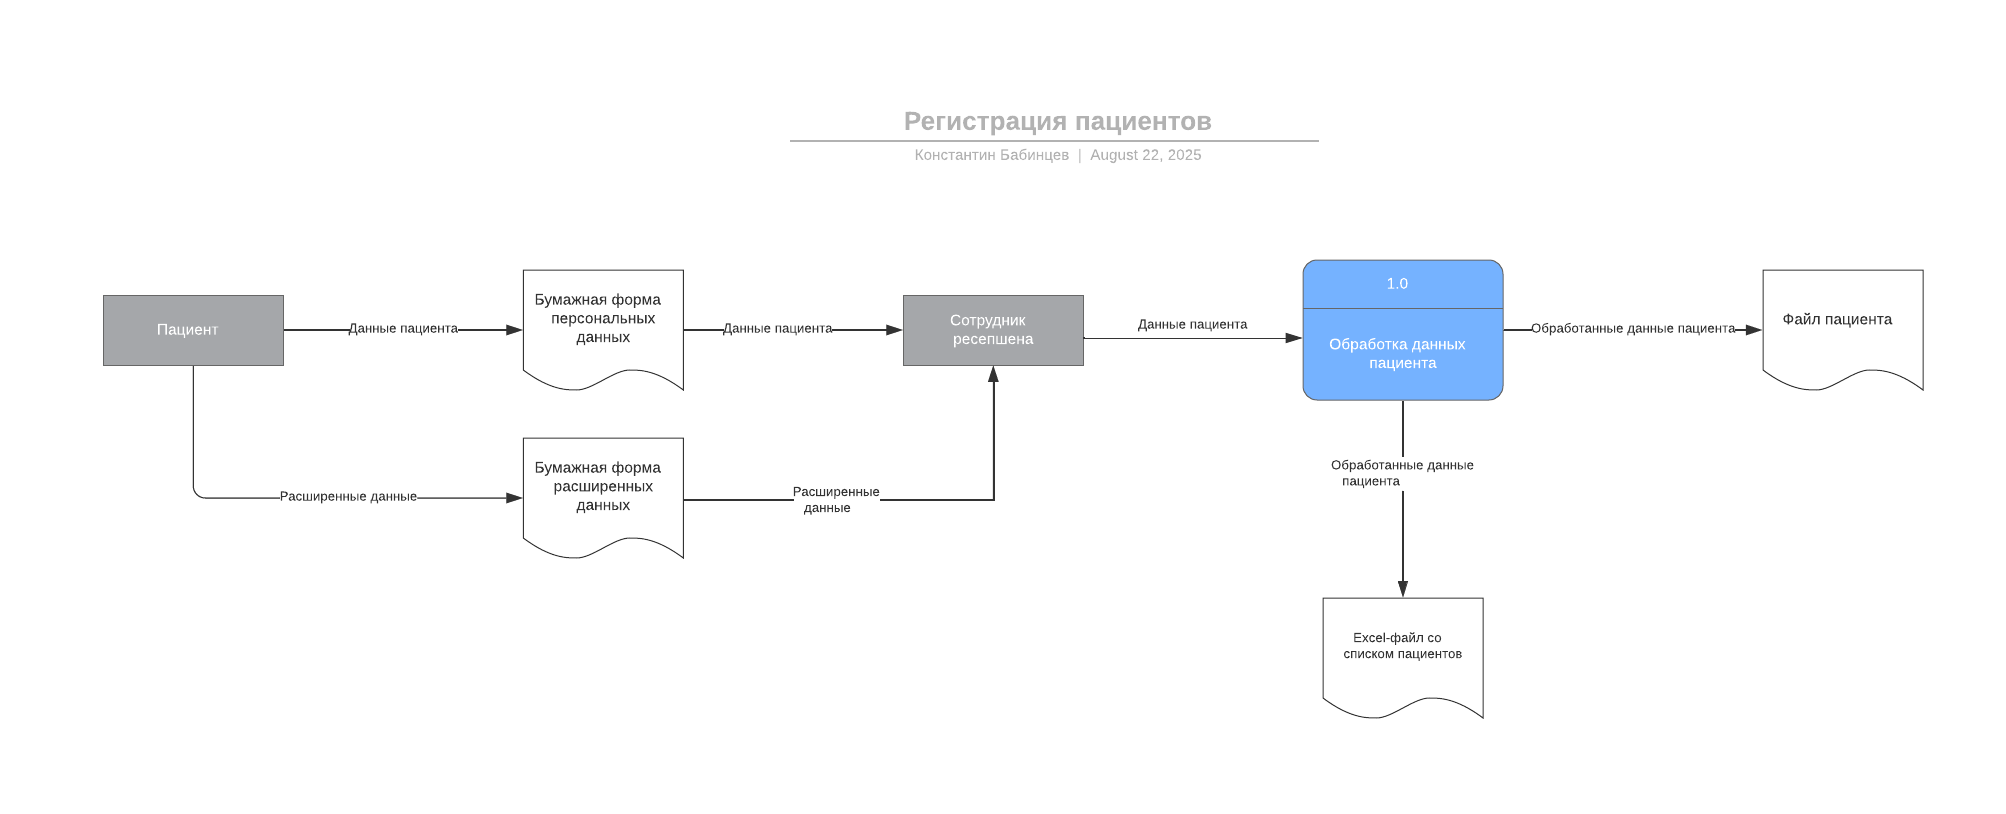 Регистрация пациентов
Константин Бабинцев | August 22, 2025
Пациент
Данные пациента
Бумажная форма
персональных
данных
Данные пациента
Сотрудник
ресепшена
Данные пациента
1.0
Обработка данных
пациента
Обработанные данные пациента
Файл пациента
Расширенные данные
Бумажная форма
расширенных
данных
Расширенные
данные
Обработанные данные
пациента
Excel-файл со
списком пациентов